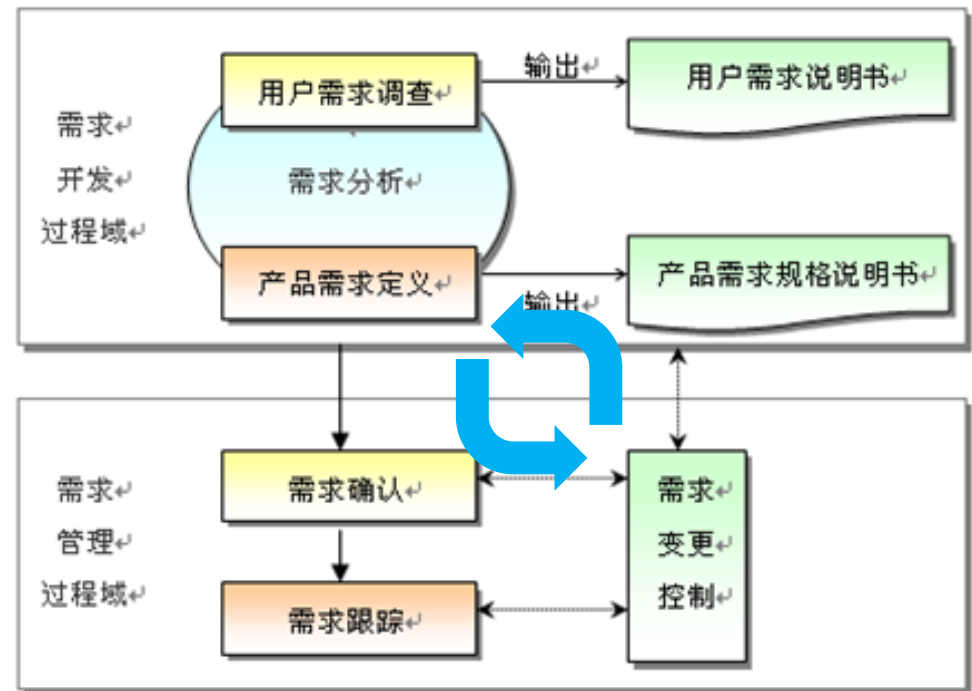 用户需求调查
输出
用户需求说明书
需求
开发
过程域
需求分析
产品需求定义
输出
产品需求规格说明书
需求
管理
过程域
需求确认
需求跟踪
需求
变更
控制